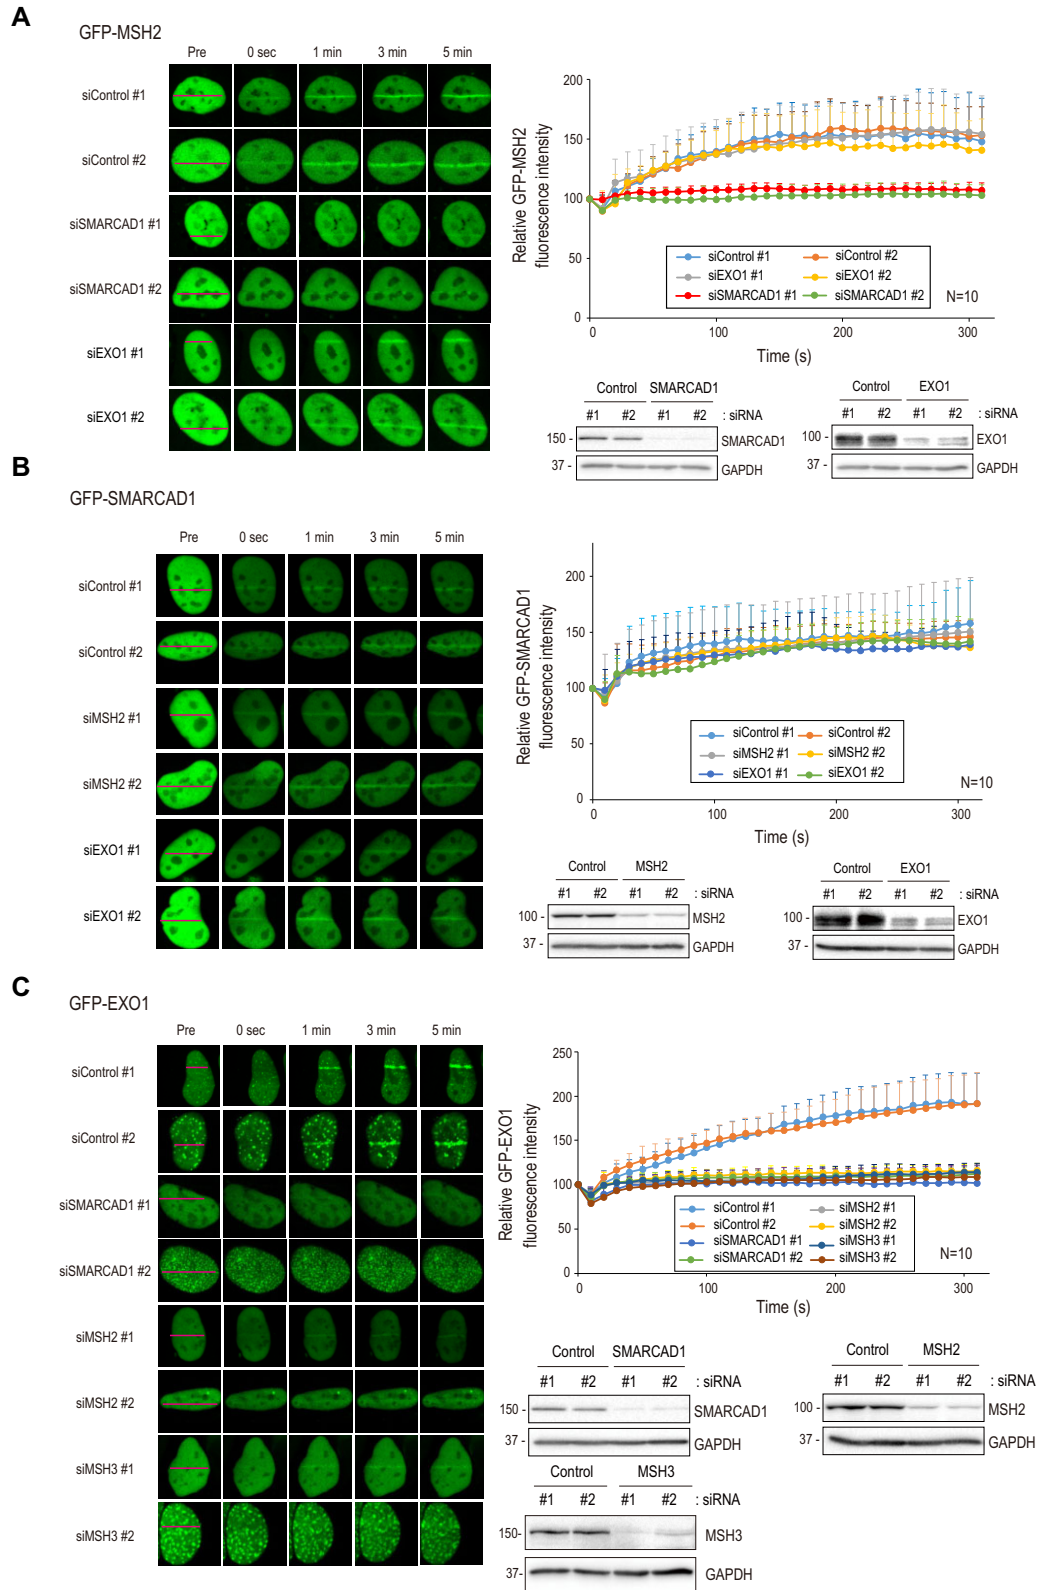 A
GFP-MSH2
Pre 0 sec 1 min 3 min 5 min
siControl #1
siControl #2
siSMARCAD1 #1
siSMARCAD1 #2
siEXO1 #1
siEXO1 #2
Relative GFP-MSH2
fluorescence intensity
200
150
100
50
0
0 100 200 300
Time (s)
siControl #1 siControl #2
siEXO1 #1 siEXO1 #2
siSMARCAD1 #1 siSMARCAD1 #2
N=10
Control SMARCAD1
#1 #2 #1 #2 : siRNA
150 - SMARCAD1
37 - GAPDH
Control EXO1
#1 #2 #1 #2 : siRNA
100 - EXO1
37 - GAPDH
B
GFP-SMARCAD1
Pre 0 sec 1 min 3 min 5 min
siControl #1
siControl #2
siMSH2 #1
siMSH2 #2
siEXO1 #1
siEXO1 #2
Relative GFP-SMARCAD1
fluorescence intensity
200
150
100
50
0
0 100 200 300
Time (s)
siControl #1 siControl #2
siMSH2 #1 siMSH2 #2
siEXO1 #1 siEXO1 #2
N=10
Control MSH2
#1 #2 #1 #2 : siRNA
100 - MSH2
37 - GAPDH
Control EXO1
#1 #2 #1 #2 : siRNA
100 - EXO1
37 - GAPDH
C
GFP-EXO1
Pre 0 sec 1 min 3 min 5 min
siControl #1
siControl #2
siSMARCAD1 #1
siSMARCAD1 #2
siMSH2 #1
siMSH2 #2
siMSH3 #1
siMSH3 #2
Relative GFP-EXO1
fluorescence intensity
250
200
150
100
50
0
0 100 200 300
Time (s)
siControl #1 siMSH2 #1
siControl #2 siMSH2 #2
siSMARCAD1 #1 siMSH3 #1
siSMARCAD1 #2 siMSH3 #2
N=10
Control SMARCAD1
#1 #2 #1 #2 : siRNA
150 - SMARCAD1
37 - GAPDH
Control MSH2
#1 #2 #1 #2 : siRNA
100 - MSH2
37 - GAPDH
Control MSH3
#1 #2 #1 #2 : siRNA
150- MSH3
37- GAPDH